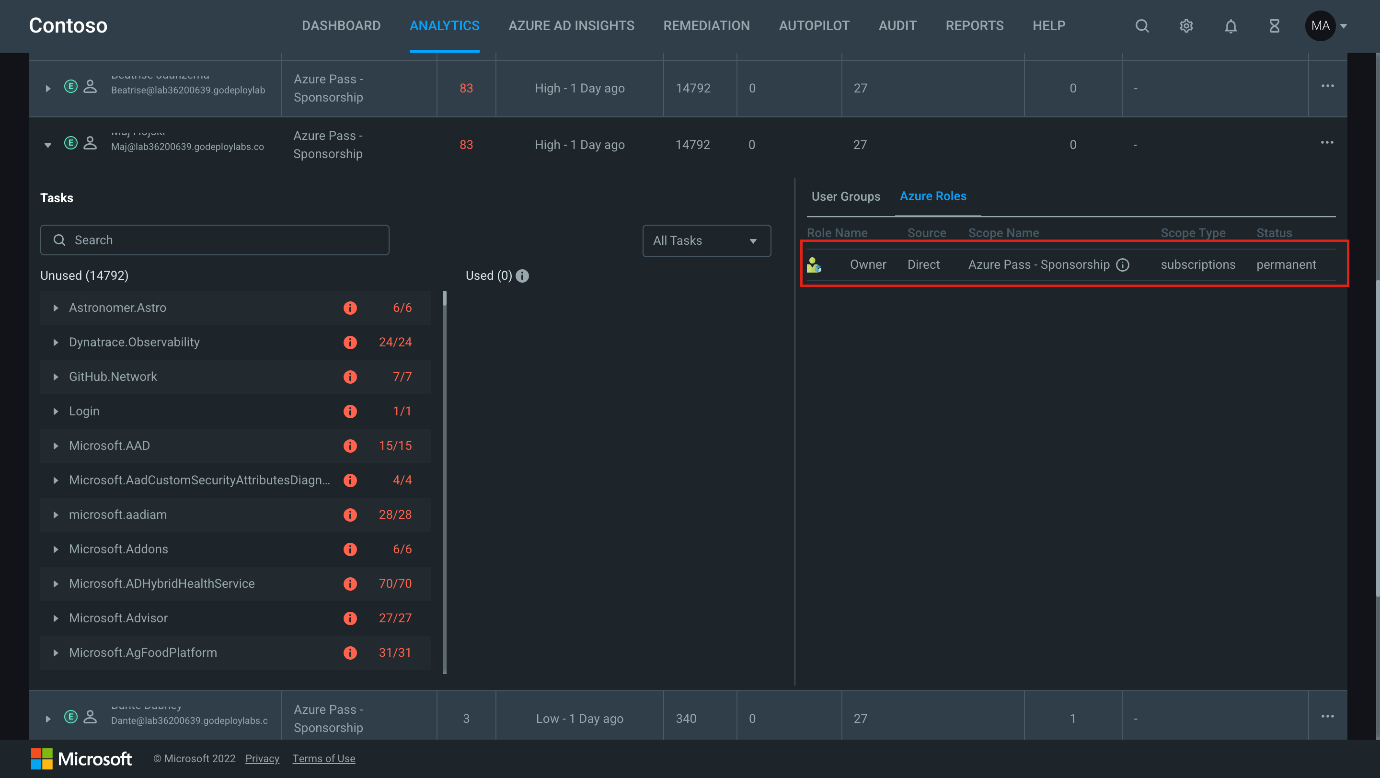 Contoso
DASHBOARD ANALYTICS AZURE AD INSIGHTS REMEDIATION AUTOPILOT AUDIT REPORTS HELP MA
E Beatrise@lab36200639.godeploylab Azure Pass - Sponsorship 83 High - 1 Day ago 14792 0 27 0 - ...
E Maj@lab36200639.godeploylabs.co Azure Pass - Sponsorship 83 High - 1 Day ago 14792 0 27 0 - ...
Tasks
Search All Tasks
Unused (14792) Used (0)
Astronomer.Astro 6/6
Dynatrace.Observability 24/24
GitHub.Network 7/7
Login 1/1
Microsoft.AAD 15/15
Microsoft.AadCustomSecurityAttributesDiagn... 4/4
microsoft.aadiam 28/28
Microsoft.Addons 6/6
Microsoft.ADHybridHealthService 70/70
Microsoft.Advisor 27/27
Microsoft.AgFoodPlatform 31/31
User Groups Azure Roles
Role Name Source Scope Name Scope Type Status
Owner Direct Azure Pass - Sponsorship subscriptions permanent
E Dante@lab36200639.godeploylabs.c Azure Pass - Sponsorship 3 Low - 1 Day ago 340 0 27 1 - ...
Microsoft © Microsoft 2022 Privacy Terms of Use